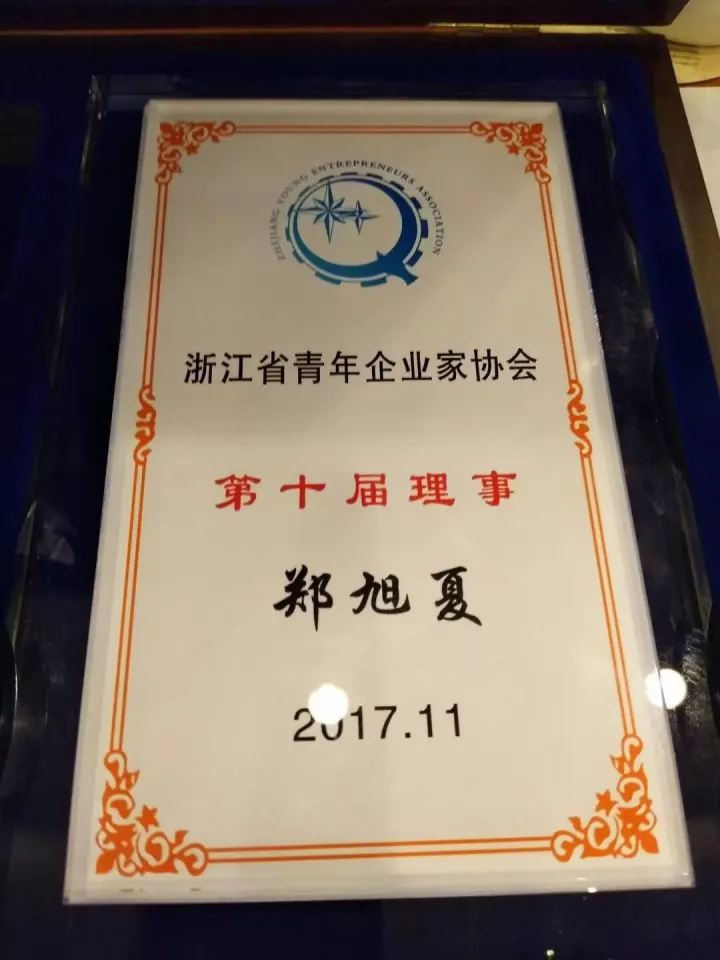 ZHEJIANG YOUNG ENTREPRENEURS ASSOCIATION
浙江省青年企业家协会
第十届理事
郑旭夏
2017.11